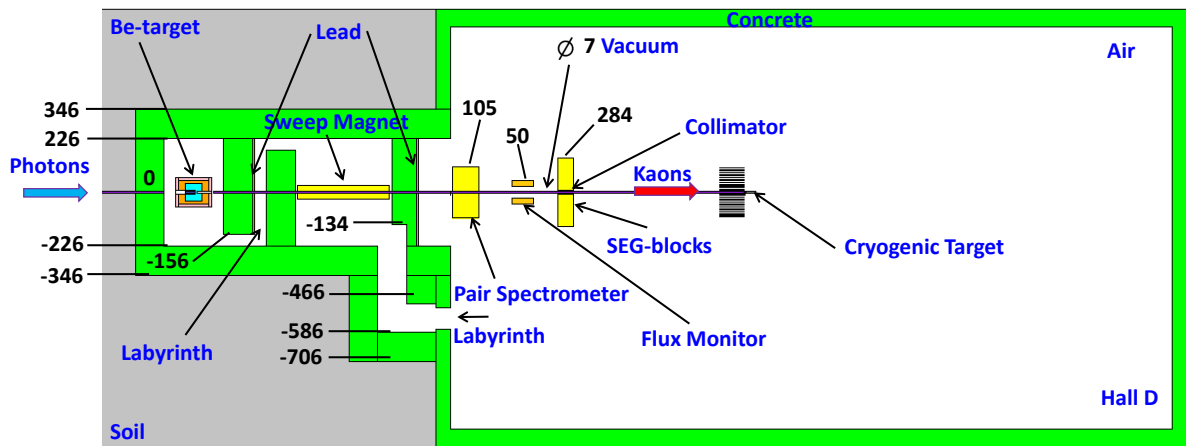 Concrete
Be-target
Lead
∅ 7 Vacuum
Air
346
105
284
226
Sweep Magnet
50
Collimator
Photons
0
Kaons
-134
-226
-156
SEG-blocks
Cryogenic Target
-346
-466
Pair Spectrometer
-586
Labyrinth
Flux Monitor
Labyrinth
-706
Hall D
Soil